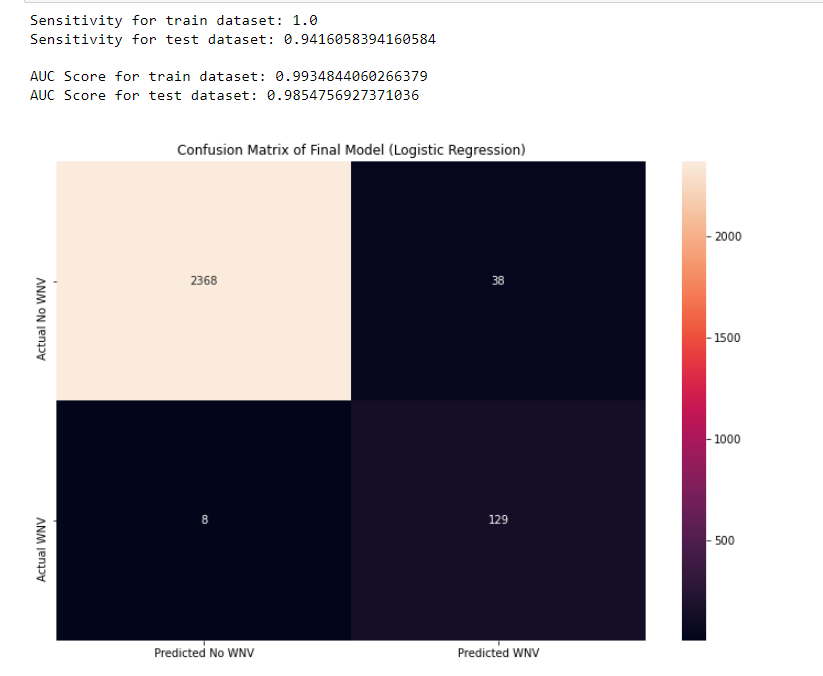 Sensitivity for train dataset: 1.0
Sensitivity for test dataset: 0.9416058394160584
AUC Score for train dataset: 0.9934844060266379
AUC Score for test dataset: 0.9854756927371036
Confusion Matrix of Final Model (Logistic Regression)
Actual No WNV
2368
38
Actual WNV
8
129
Predicted No WNV
Predicted WNV
2000
1500
1000
500